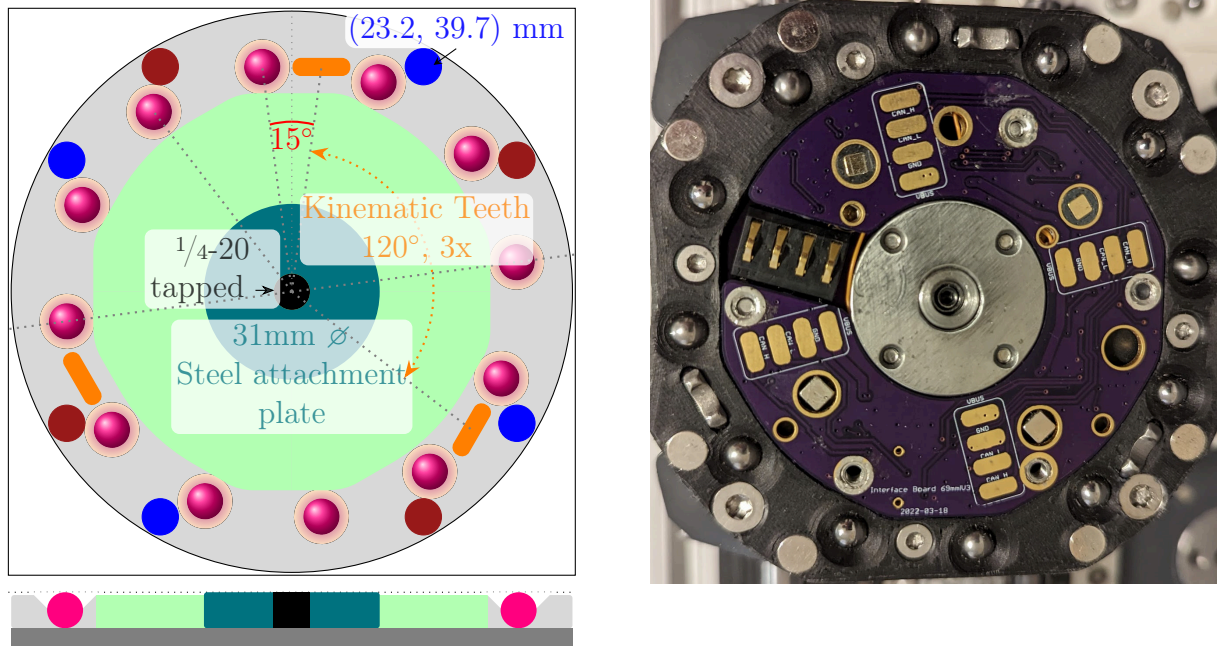 (23.2, 39.7) mm
15°
Kinematic Teeth
120°, 3x
1/4-20
tapped
31mm ⌀
Steel attachment
plate
CAN_H
CAN_L
GND
VBUS
CAN_H
CAN_L
GND
VBUS
VBUS
GND
CAN_L
CAN_H
VBUS
GND
CAN_L
CAN_H
Interface Board 69mmV3
2022-03-18